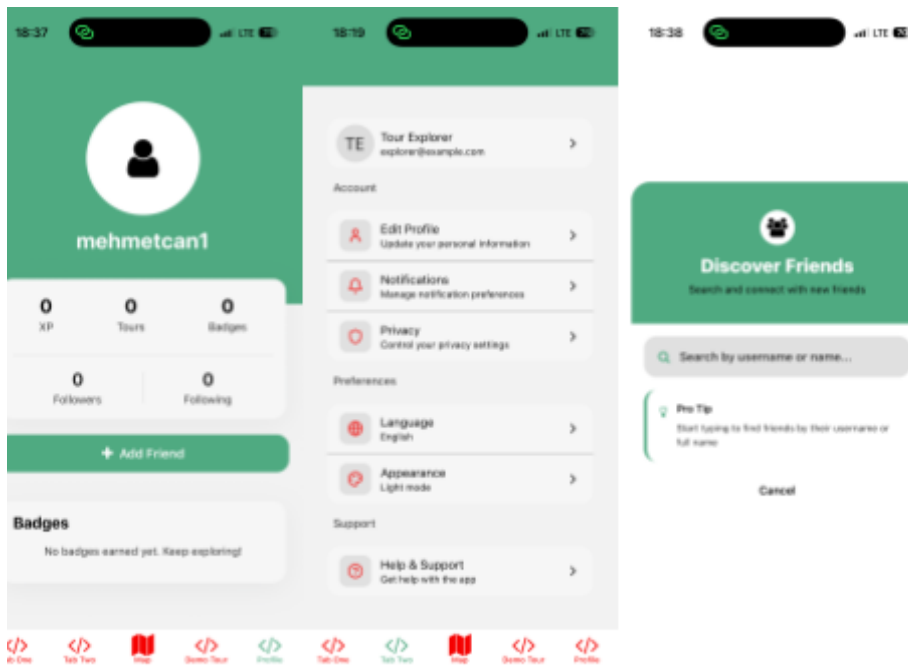 18:37
LTE
mehmetcan1
0 0 0
XP Tours Badges
0 0
Followers Following
+ Add Friend
Badges
No badges earned yet. Keep exploring!
Tab One Tab Two Map Demo Tour Profile
18:19
LTE
TE
Tour Explorer
explorer@example.com
Account
Edit Profile
Update your personal information
Notifications
Manage notification preferences
Privacy
Control your privacy settings
Preferences
Language
English
Appearance
Light mode
Support
Help & Support
Get help with the app
Tab One Tab Two Map Demo Tour Profile
18:38
LTE
Discover Friends
Search and connect with new friends
Search by username or name...
Pro Tip
Start typing to find friends by their username or
full name
Cancel